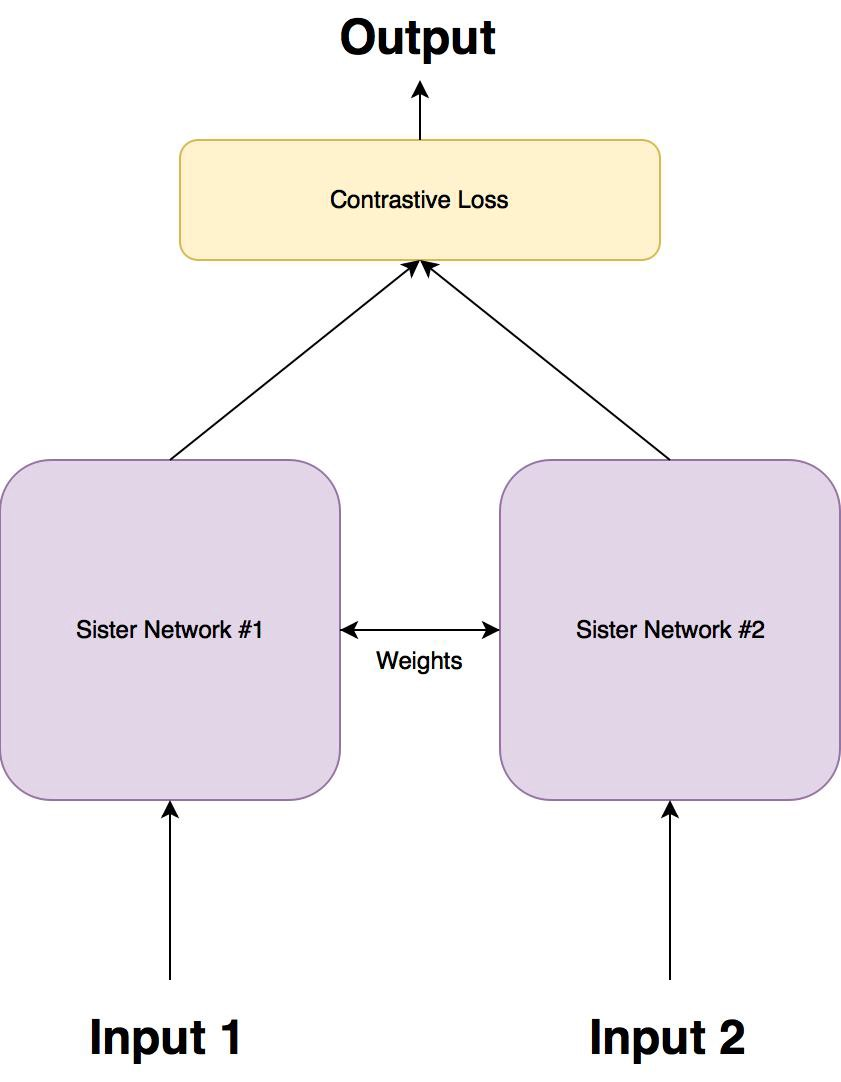 Output
Contrastive Loss
Sister Network #1
Sister Network #2
Weights
Input 1
Input 2